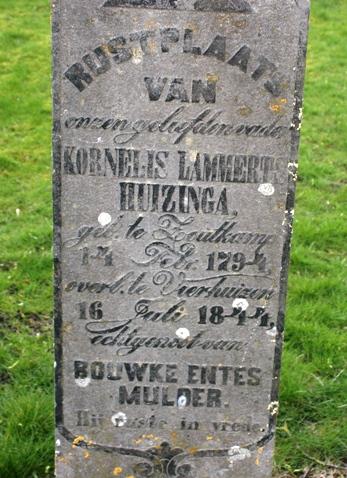 RUSTPLAATS
VAN
onzen geliefden vader
KORNELIS LAMMERTS
HUIZINGA,
geb. te Zoutkamp
14 Feb. 1794,
overl. te Vierhuizen
16 Juli 1844,
echtgenoot van
BOUWKE ENTES
MULDER.
Hij ruste in vrede.